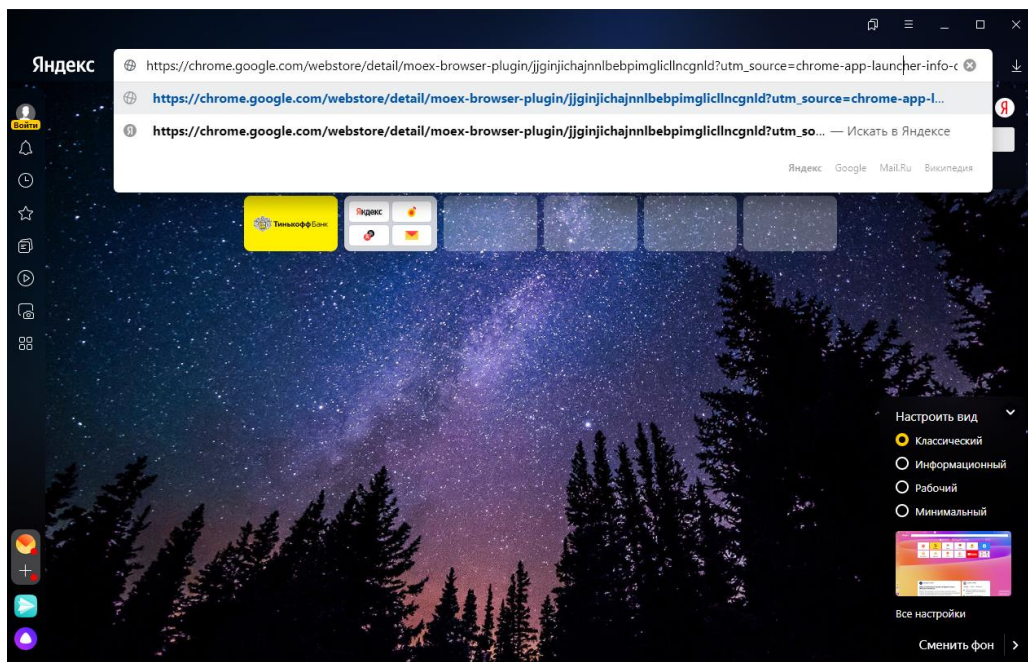 Яндекс
https://chrome.google.com/webstore/detail/moex-browser-plugin/jjginjichajnnlbebpimglicllncgnld?utm_source=chrome-app-launcher-info-d
https://chrome.google.com/webstore/detail/moex-browser-plugin/jjginjichajnnlbebpimglicllncgnld?utm_source=chrome-app-l...
https://chrome.google.com/webstore/detail/moex-browser-plugin/jjginjichajnnlbebpimglicllncgnld?utm_so... — Искать в Яндексе
Яндекс Google Mail.Ru Википедия
Я
Войти
Тинькофф Банк
Яндекс
Настроить вид
Классический
Информационный
Рабочий
Минимальный
Все настройки
Сменить фон